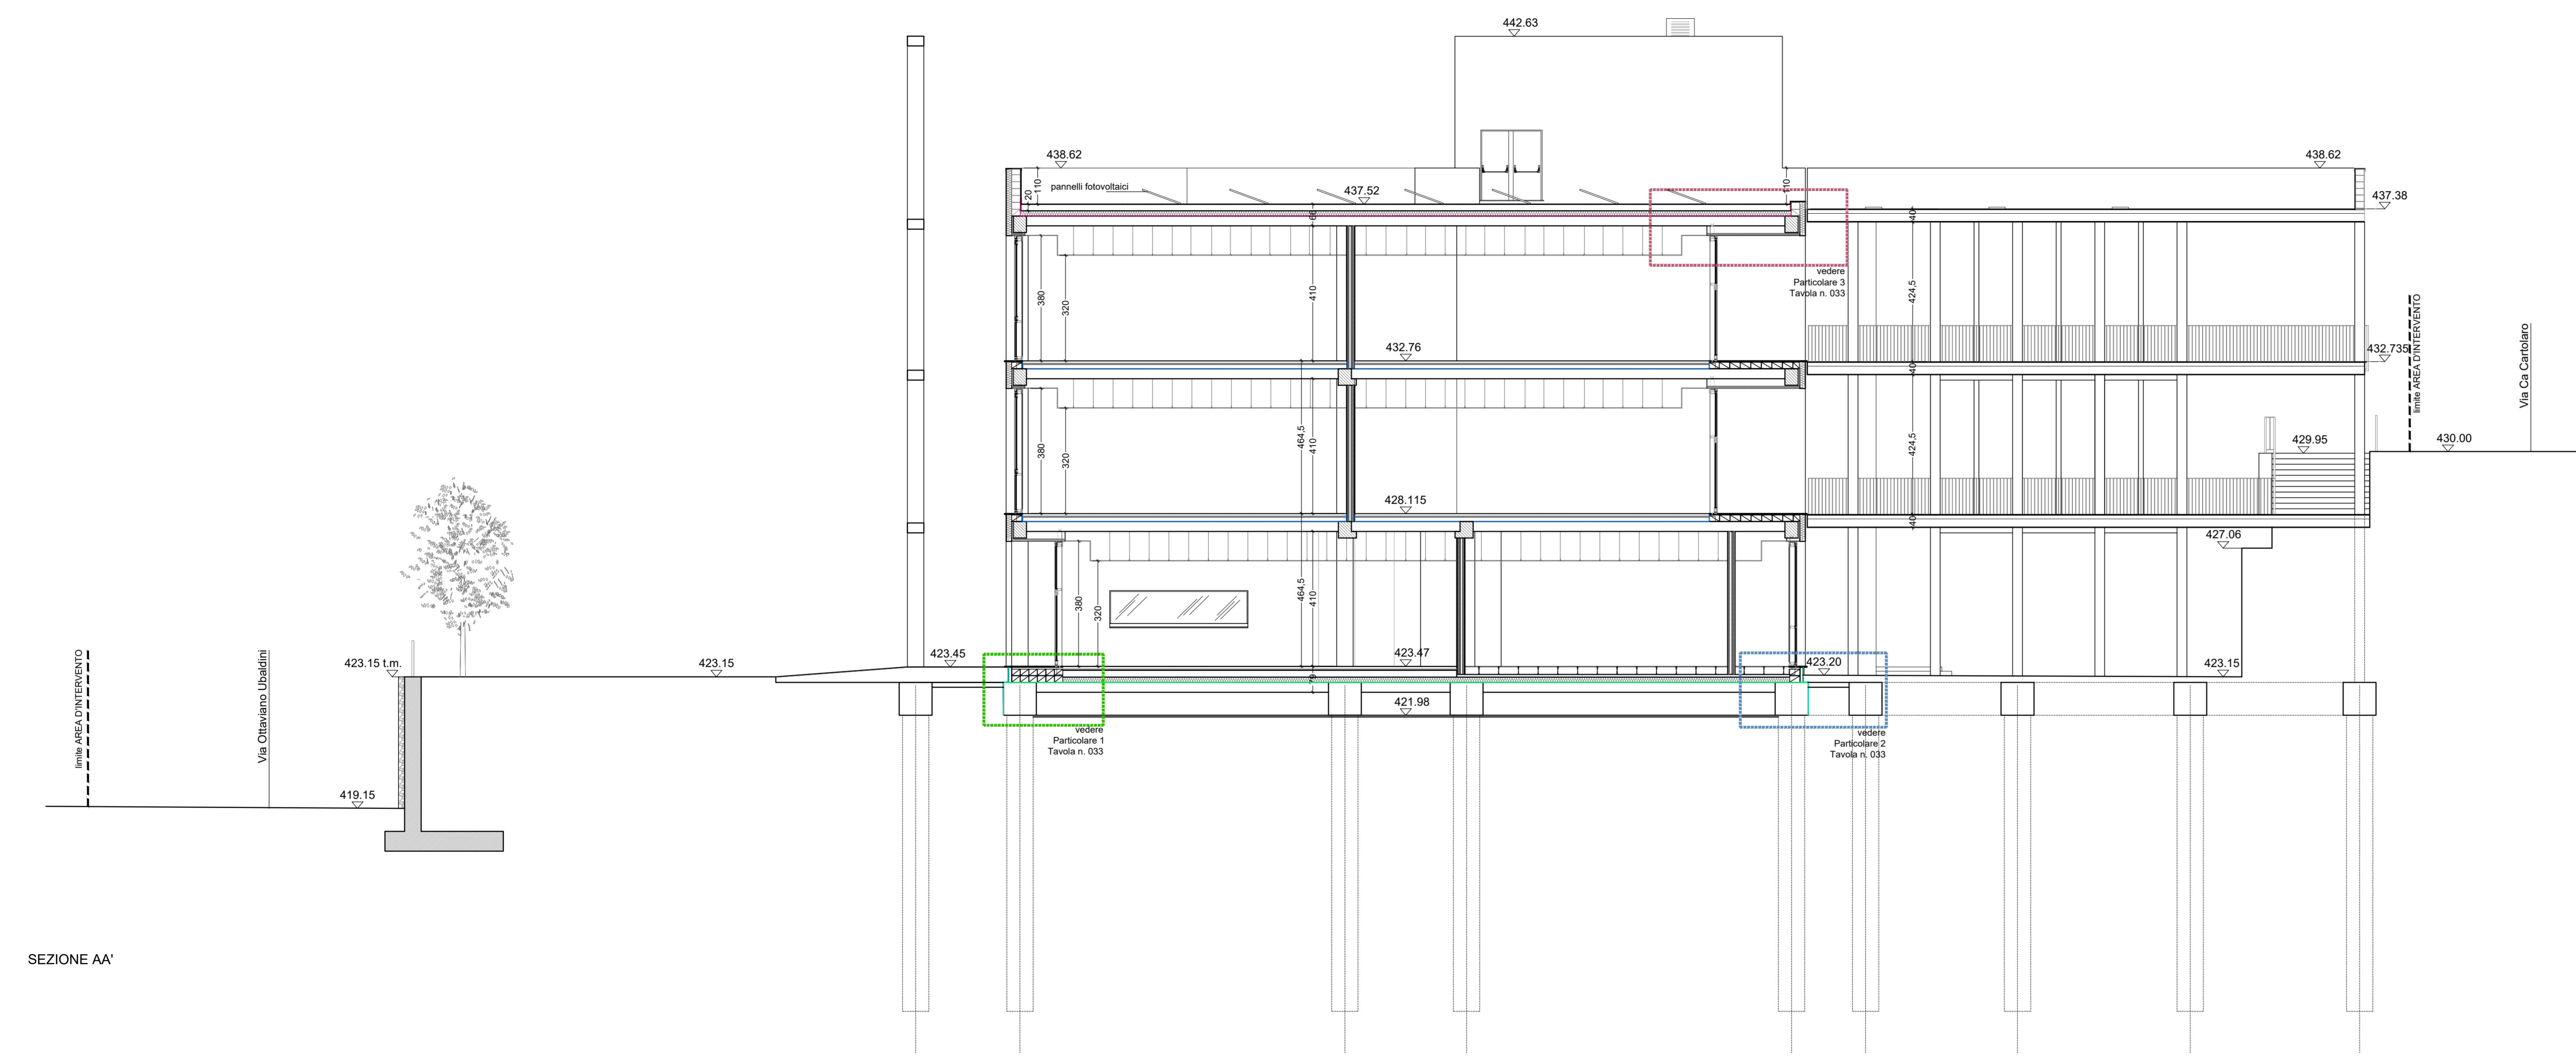 442.63
438.62
438.62
pannelli fotovoltaici
20
110
437.52
110
437.38
66
40
vedere
Particolare 3
Tavola n. 033
380
320
410
424,5
limite AREA D'INTERVENTO
Via Ca Cartolaro
432.76
432.735
40
380
320
464,5
410
424,5
429.95
430.00
428.115
40
427.06
380
320
464,5
410
limite AREA D'INTERVENTO
Via Ottaviano Ubaldini
423.15 t.m.
423.15
423.45
423.47
423.20
423.15
79
421.98
vedere
Particolare 1
Tavola n. 033
vedere
Particolare 2
Tavola n. 033
419.15
SEZIONE AA'